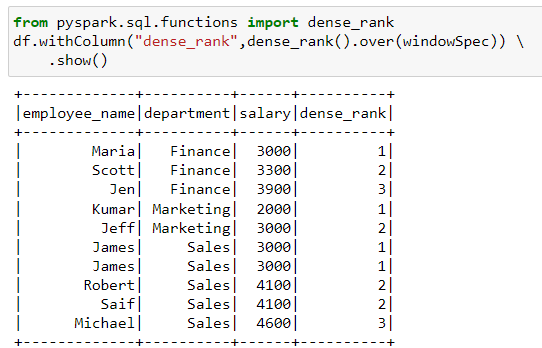 from pyspark.sql.functions import dense_rank
df.withColumn("dense_rank",dense_rank().over(windowSpec)) \
    .show()
+-------------+----------+------+----------+
|employee_name|department|salary|dense_rank|
+-------------+----------+------+----------+
|        Maria|   Finance|  3000|         1|
|        Scott|   Finance|  3300|         2|
|          Jen|   Finance|  3900|         3|
|        Kumar| Marketing|  2000|         1|
|         Jeff| Marketing|  3000|         2|
|        James|     Sales|  3000|         1|
|        James|     Sales|  3000|         1|
|       Robert|     Sales|  4100|         2|
|         Saif|     Sales|  4100|         2|
|      Michael|     Sales|  4600|         3|
+-------------+----------+------+----------+